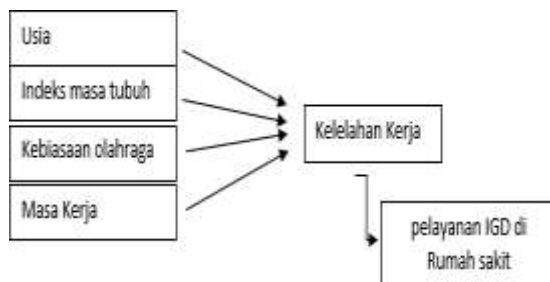 Usia
Indeks masa tubuh
Kebiasaan olahraga
Masa Kerja
Kelelahan Kerja
pelayanan IGD di
Rumah sakit